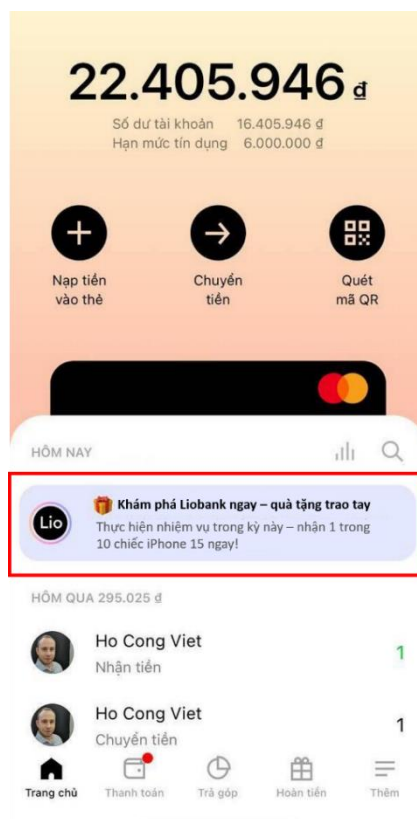 22.405.946 ₫
Số dư tài khoản 16.405.946 ₫
Hạn mức tín dụng 6.000.000 ₫
Nạp tiền
vào thẻ
Chuyển
tiền
Quét
mã QR
HÔM NAY
Lio
Khám phá Liobank ngay – quà tặng trao tay
Thực hiện nhiệm vụ trong kỳ này – nhận 1 trong
10 chiếc iPhone 15 ngay!
HÔM QUA 295.025 ₫
Ho Cong Viet 1
Nhận tiền
Ho Cong Viet 1
Chuyển tiền
Trang chủ Thanh toán Trả góp Hoàn tiền Thêm